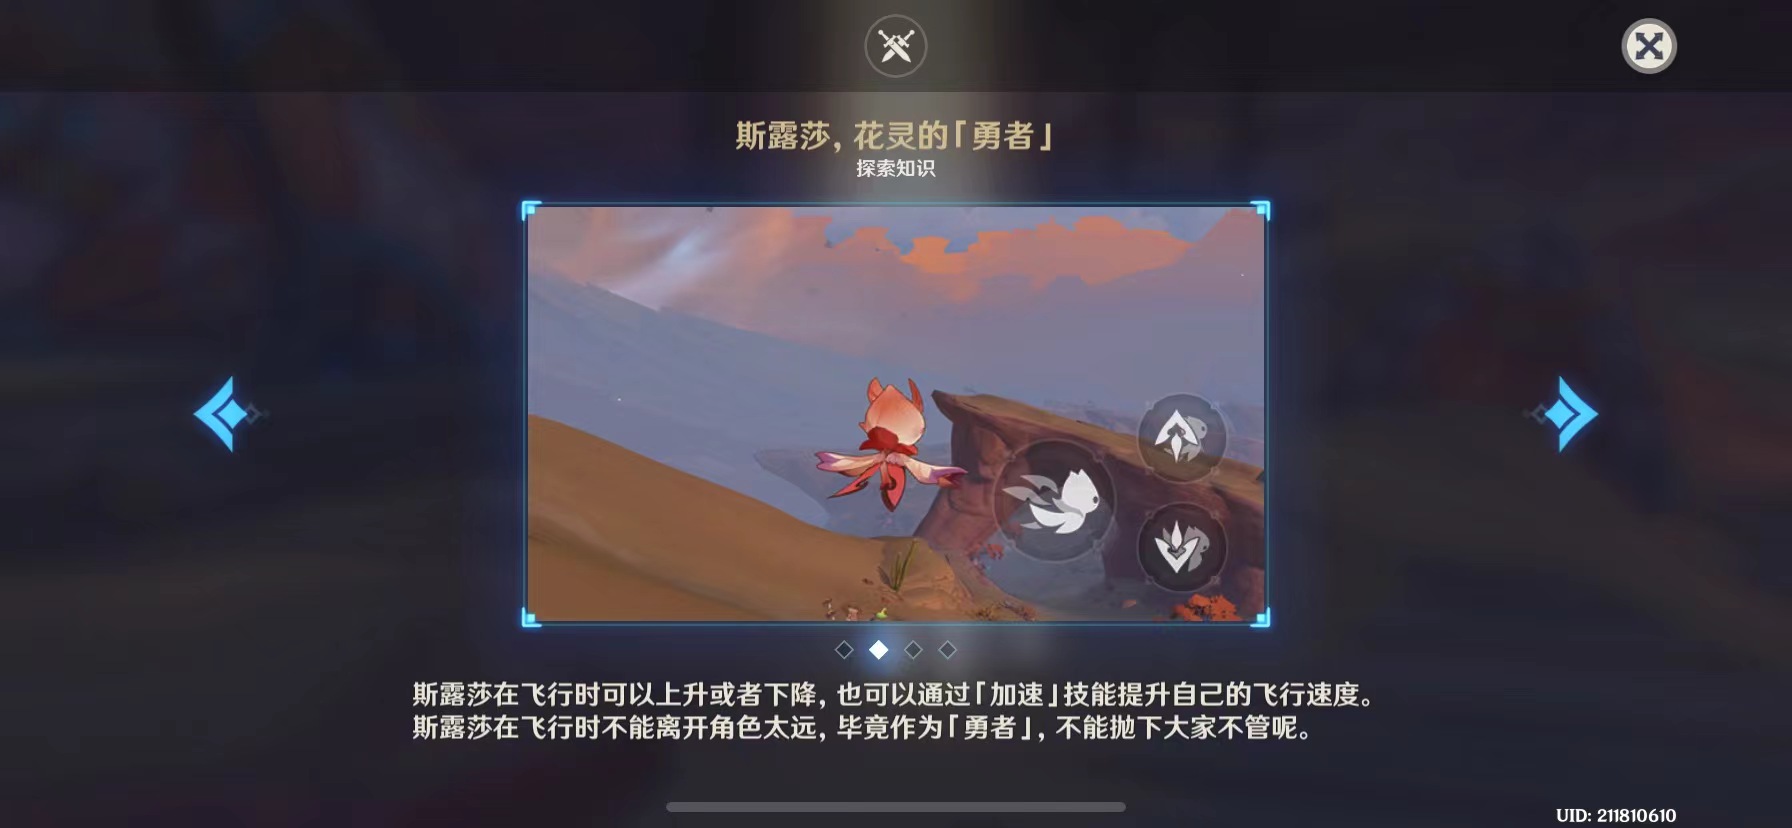 斯露莎，花灵的「勇者」
探索知识
斯露莎在飞行时可以上升或者下降，也可以通过「加速」技能提升自己的飞行速度。
斯露莎在飞行时不能离开角色太远，毕竟作为「勇者」，不能抛下大家不管呢。
UID: 211810610